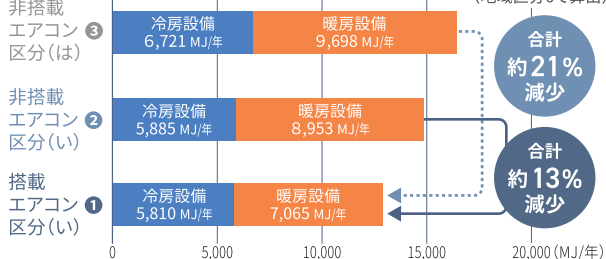 非搭載
エアコン 3
区分（は）
冷房設備
6,721 MJ/年
暖房設備
9,698 MJ/年
合計
約21%
減少
非搭載
エアコン 2
区分（い）
冷房設備
5,885 MJ/年
暖房設備
8,953 MJ/年
搭載
エアコン 1
区分（い）
冷房設備
5,810 MJ/年
暖房設備
7,065 MJ/年
合計
約13%
減少
0 5,000 10,000 15,000 20,000（MJ/年）